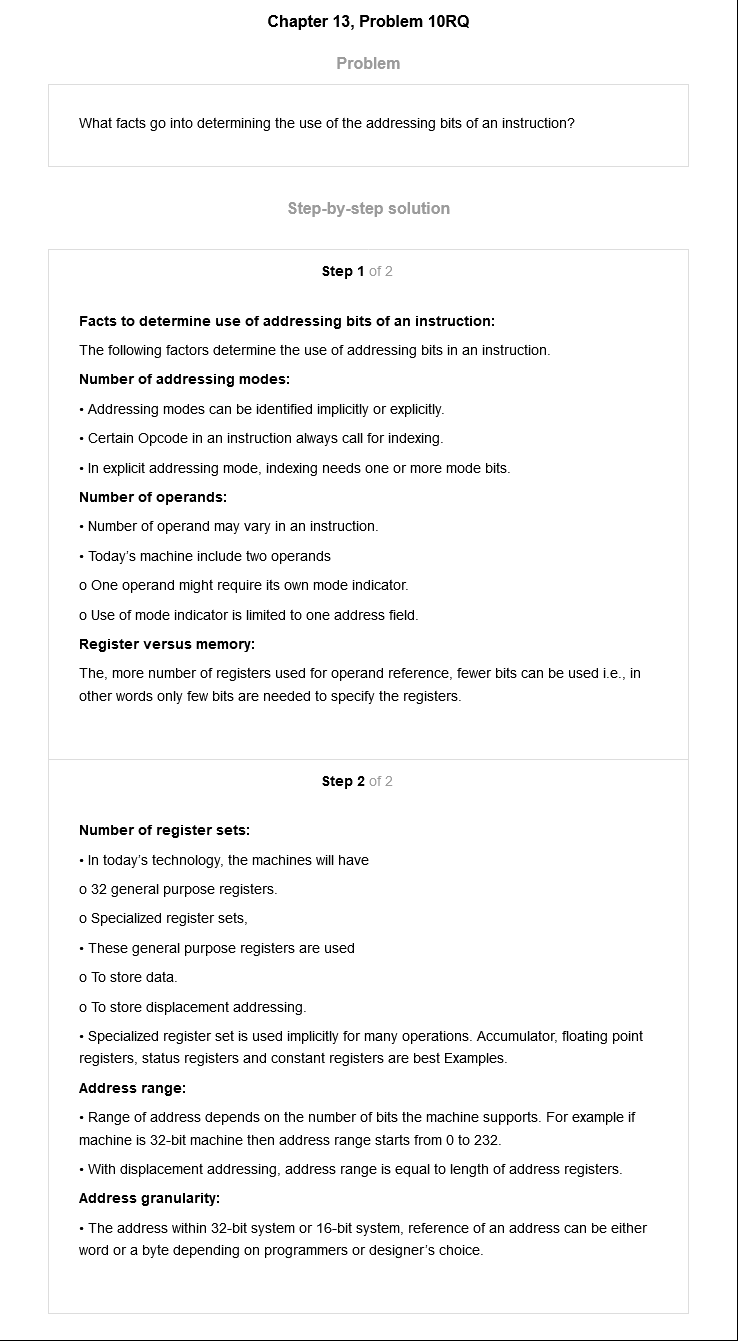 Chapter 13, Problem 10RQ
Problem
What facts go into determining the use of the addressing bits of an instruction?
Step-by-step solution
Step 1 of 2
Facts to determine use of addressing bits of an instruction:
The following factors determine the use of addressing bits in an instruction.
Number of addressing modes:
• Addressing modes can be identified implicitly or explicitly.
• Certain Opcode in an instruction always call for indexing.
• In explicit addressing mode, indexing needs one or more mode bits.
Number of operands:
• Number of operand may vary in an instruction.
• Today's machine include two operands
o One operand might require its own mode indicator.
o Use of mode indicator is limited to one address field.
Register versus memory:
The, more number of registers used for operand reference, fewer bits can be used i.e., in
other words only few bits are needed to specify the registers.
Step 2 of 2
Number of register sets:
• In today's technology, the machines will have
o 32 general purpose registers.
o Specialized register sets,
• These general purpose registers are used
o To store data.
o To store displacement addressing.
• Specialized register set is used implicitly for many operations. Accumulator, floating point
registers, status registers and constant registers are best Examples.
Address range:
• Range of address depends on the number of bits the machine supports. For example if
machine is 32-bit machine then address range starts from 0 to 232.
• With displacement addressing, address range is equal to length of address registers.
Address granularity:
• The address within 32-bit system or 16-bit system, reference of an address can be either
word or a byte depending on programmers or designer's choice.